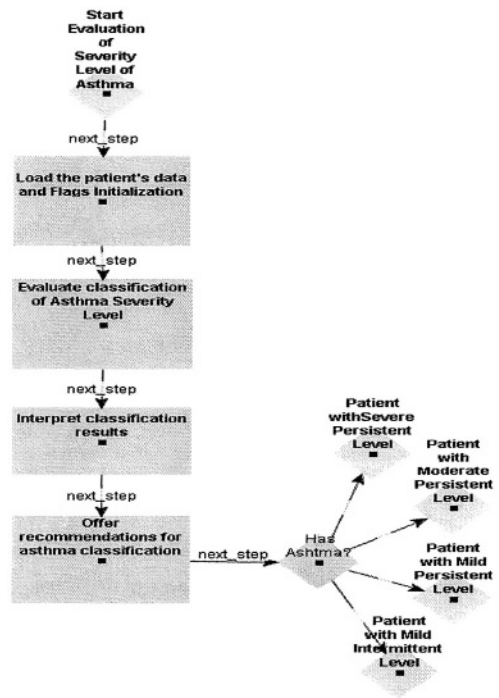 Start
Evaluation
of
Severity
Level of
Asthma
next_step
Load the patient's data
and Flags Initialization
next_step
Evaluate classification
of Asthma Severity
Level
next_step
Interpret classification
results
next_step
Offer
recommendations for
asthma classification
next_step
Has
Ashtma?
Patient
withSevere
Persistent
Level
Patient
with
Moderate
Persistent
Level
Patient
with Mild
Persistent
Level
Patient
with Mild
Intermittent
Level